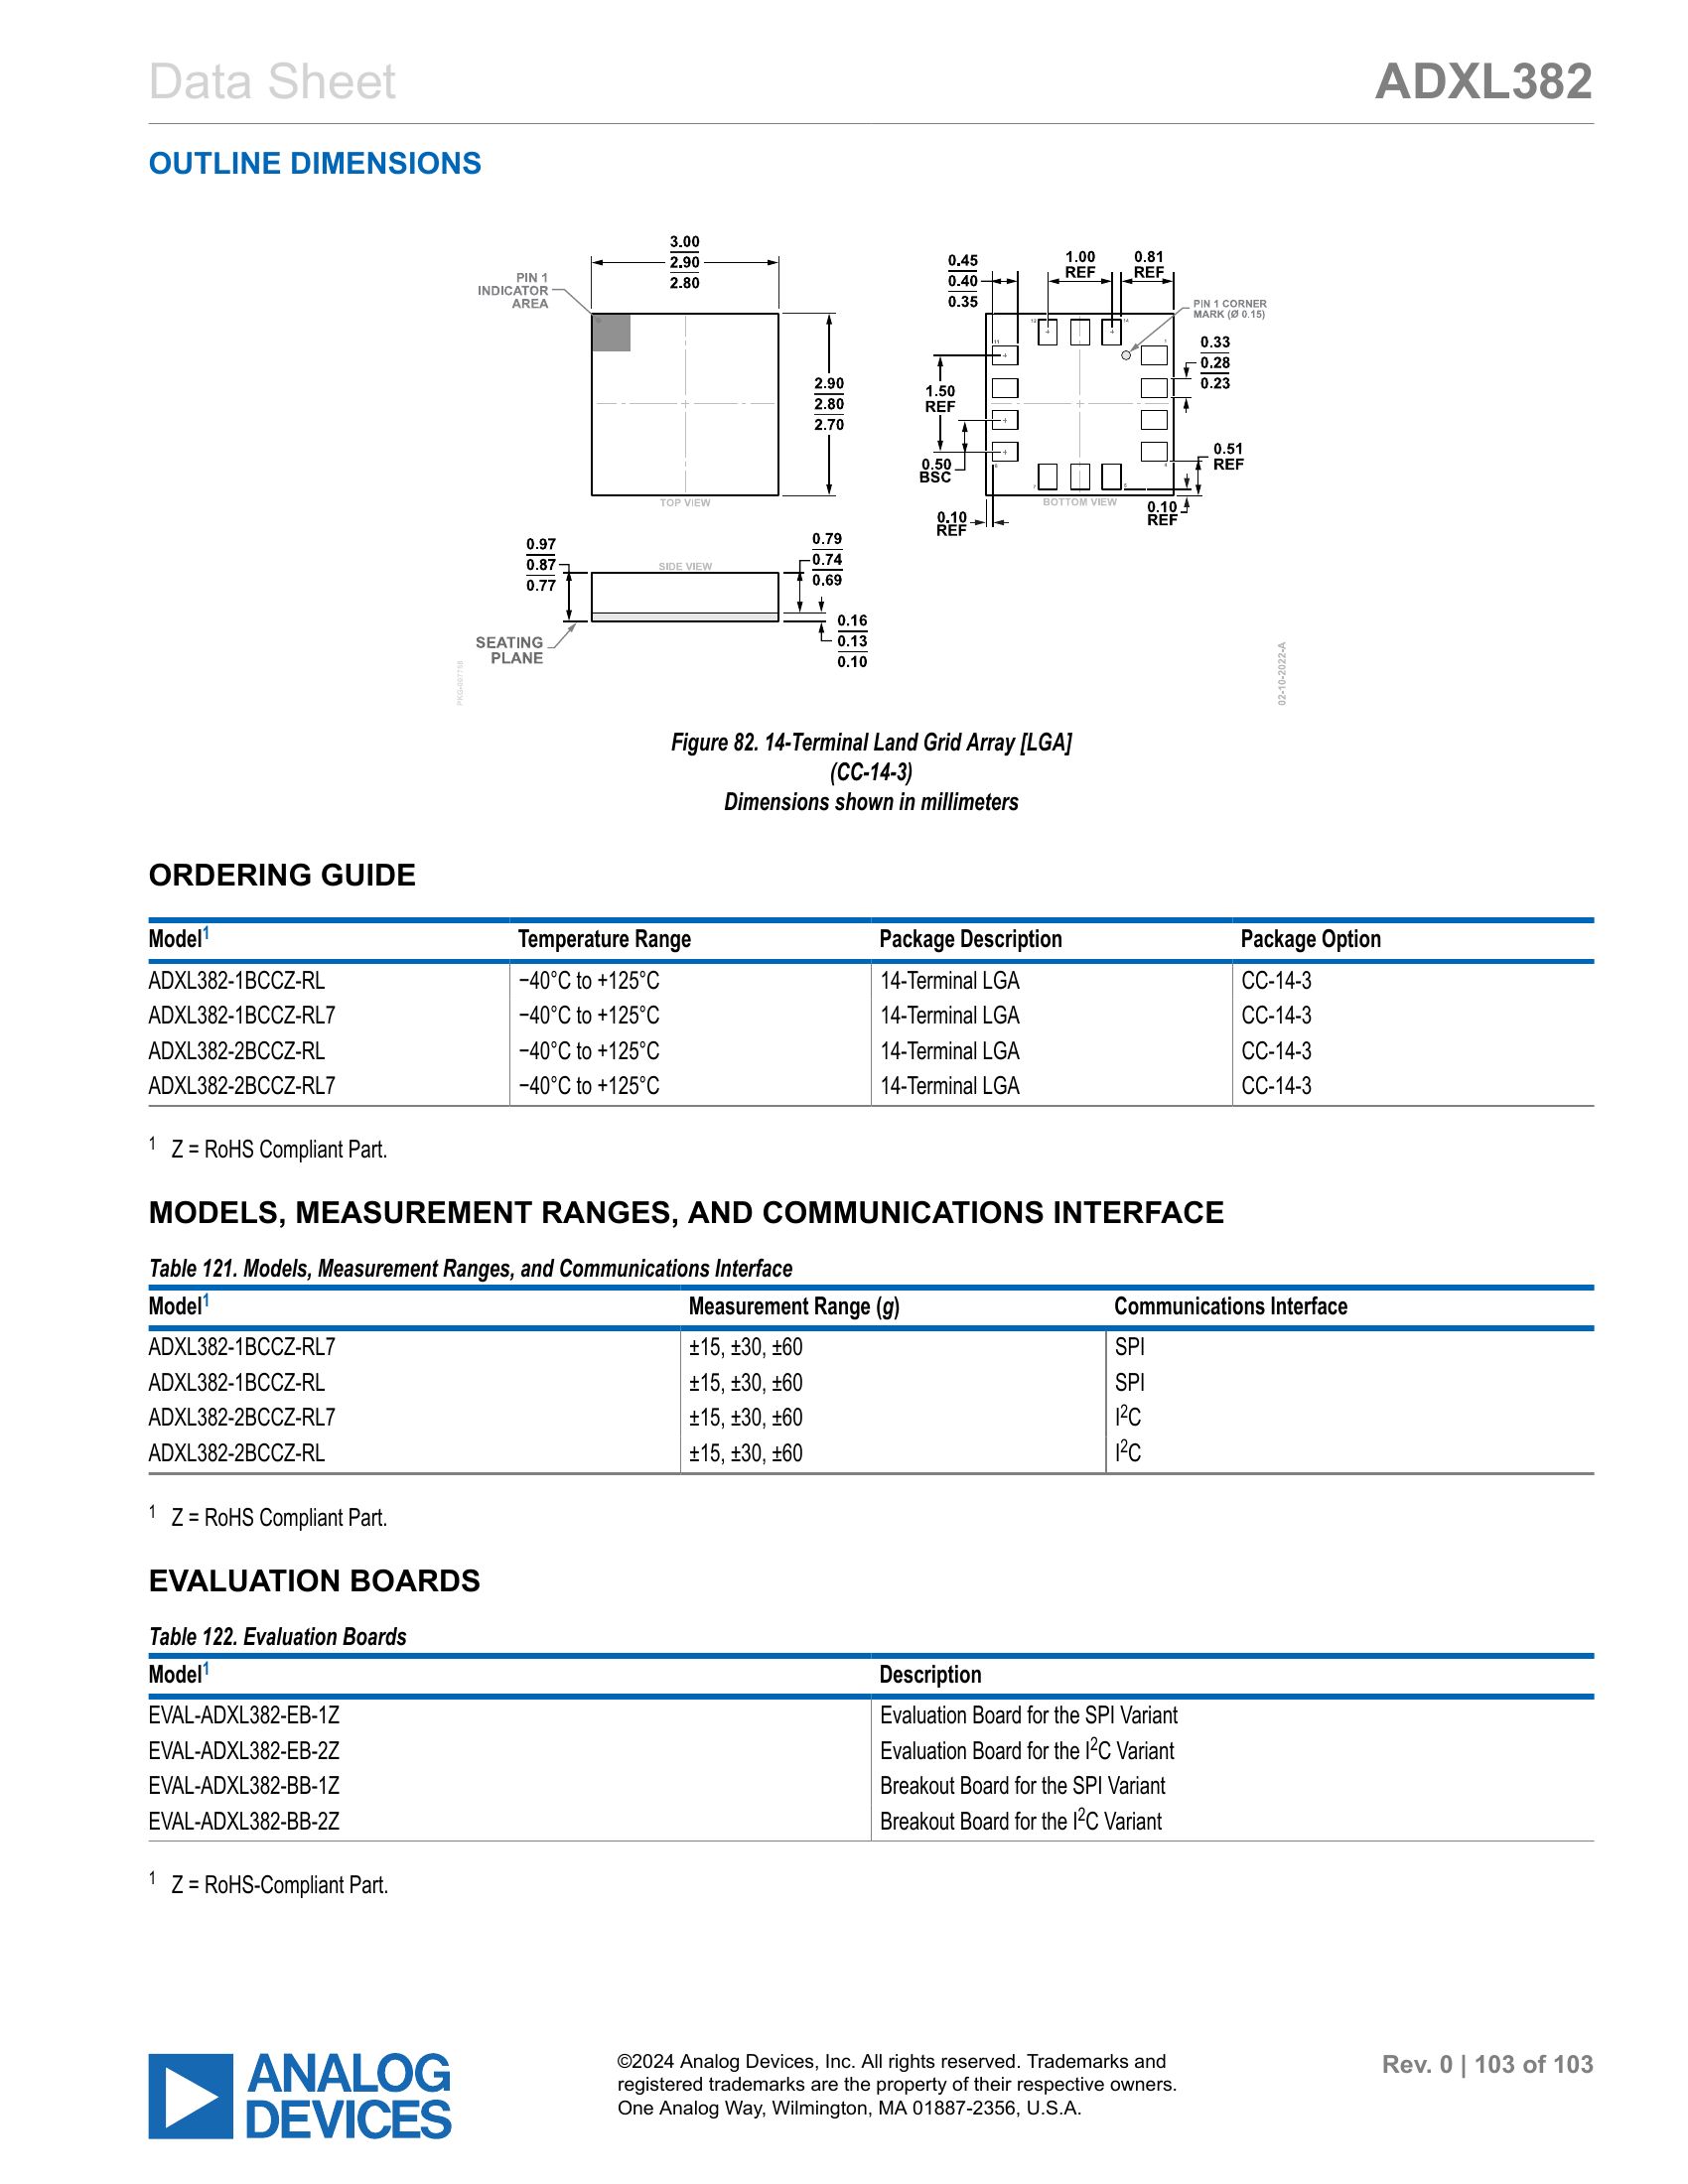 Data Sheet ADXL382
OUTLINE DIMENSIONS
3.00
2.90
2.80
PIN 1
INDICATOR
AREA
2.90
2.80
2.70
TOP VIEW
0.45
0.40
0.35
1.00
REF
0.81
REF
PIN 1 CORNER
MARK (Ø 0.15)
12
14
11
1
0.33
0.28
0.23
1.50
REF
0.50
BSC
0.51
REF
8
4
7
5
BOTTOM VIEW
0.10
REF
0.10
REF
0.97
0.87
0.77
SIDE VIEW
0.79
0.74
0.69
0.16
0.13
0.10
SEATING
PLANE
02-10-2022-A
Figure 82. 14-Terminal Land Grid Array [LGA]
(CC-14-3)
Dimensions shown in millimeters
ORDERING GUIDE
Model1 Temperature Range Package Description Package Option
ADXL382-1BCCZ-RL −40°C to +125°C 14-Terminal LGA CC-14-3
ADXL382-1BCCZ-RL7 −40°C to +125°C 14-Terminal LGA CC-14-3
ADXL382-2BCCZ-RL −40°C to +125°C 14-Terminal LGA CC-14-3
ADXL382-2BCCZ-RL7 −40°C to +125°C 14-Terminal LGA CC-14-3
1 Z = RoHS Compliant Part.
MODELS, MEASUREMENT RANGES, AND COMMUNICATIONS INTERFACE
Table 121. Models, Measurement Ranges, and Communications Interface
Model1 Measurement Range (g) Communications Interface
ADXL382-1BCCZ-RL7 ±15, ±30, ±60 SPI
ADXL382-1BCCZ-RL ±15, ±30, ±60 SPI
ADXL382-2BCCZ-RL7 ±15, ±30, ±60 I2C
ADXL382-2BCCZ-RL ±15, ±30, ±60 I2C
1 Z = RoHS Compliant Part.
EVALUATION BOARDS
Table 122. Evaluation Boards
Model1 Description
EVAL-ADXL382-EB-1Z Evaluation Board for the SPI Variant
EVAL-ADXL382-EB-2Z Evaluation Board for the I2C Variant
EVAL-ADXL382-BB-1Z Breakout Board for the SPI Variant
EVAL-ADXL382-BB-2Z Breakout Board for the I2C Variant
1 Z = RoHS-Compliant Part.
ANALOG
DEVICES
©2024 Analog Devices, Inc. All rights reserved. Trademarks and
registered trademarks are the property of their respective owners.
One Analog Way, Wilmington, MA 01887-2356, U.S.A.
Rev. 0 | 103 of 103